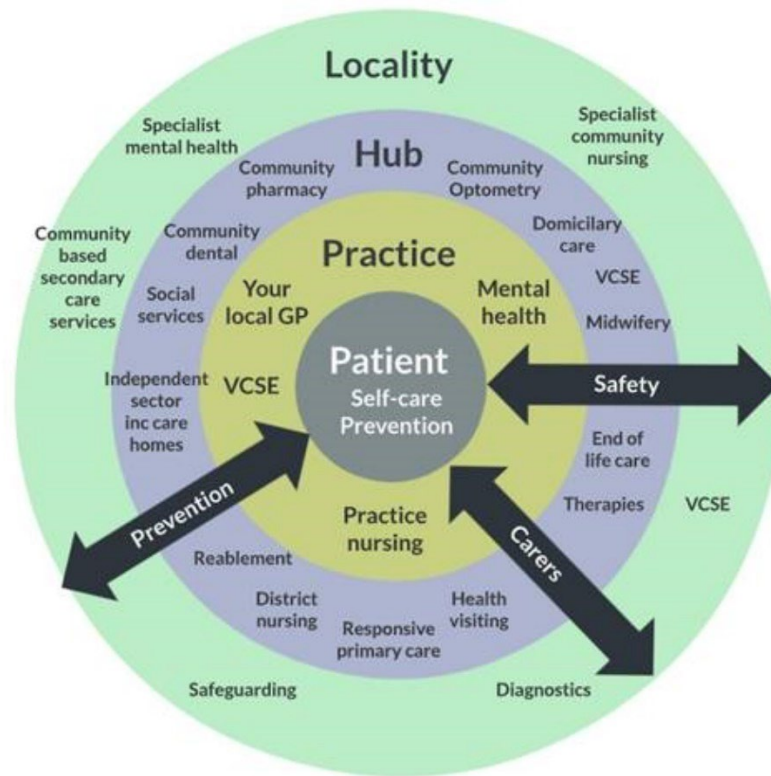 Locality
Specialist
mental health
Specialist
community
nursing
Community
based
secondary
care
services
VCSE
Safeguarding
Diagnostics
Hub
Community
pharmacy
Community
Optometry
Community
dental
Domicilary
care
VCSE
Social
services
Midwifery
Independent
sector
inc care
homes
End of
life care
Therapies
Reablement
District
nursing
Responsive
primary care
Health
visiting
Practice
Your
local GP
Mental
health
VCSE
Practice
nursing
Patient
Self-care
Prevention
Safety
Prevention
Carers